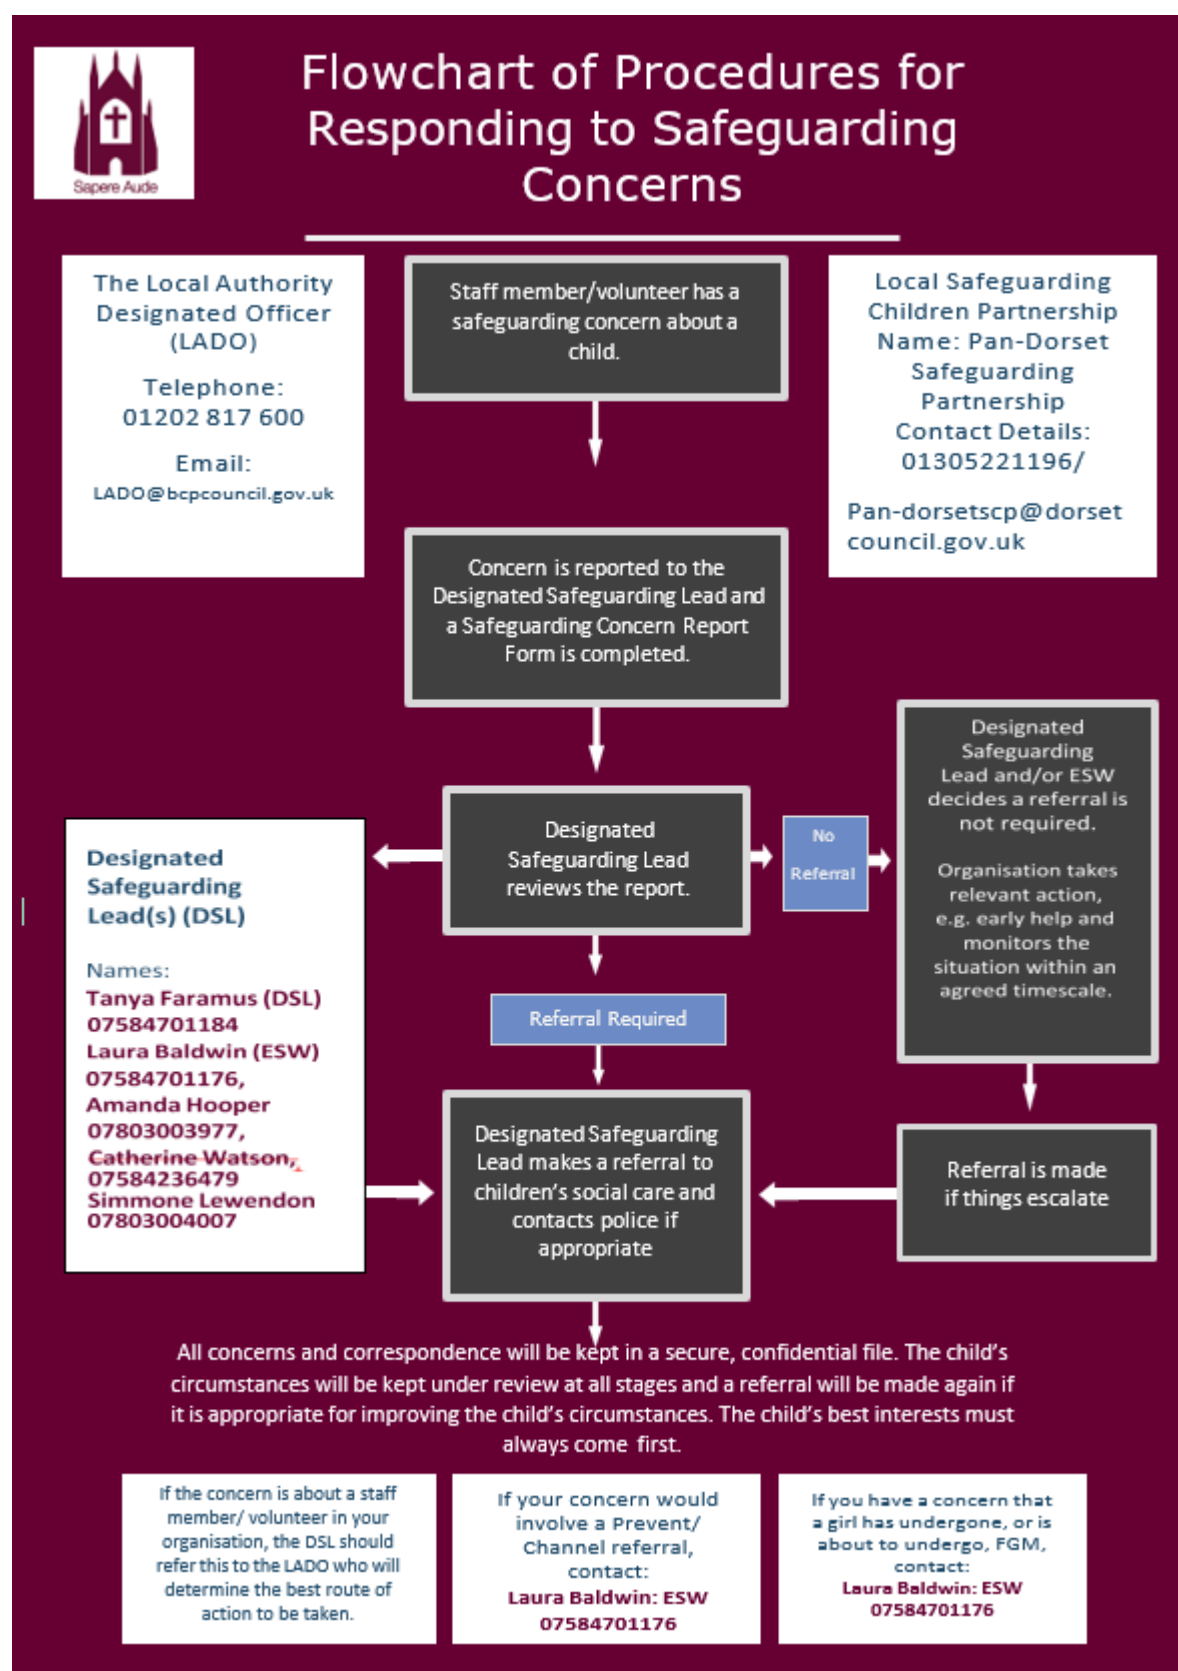 Sapere Aude
Flowchart of Procedures for
Responding to Safeguarding
Concerns
The Local Authority
Designated Officer
(LADO)
Telephone:
01202 817 600
Email:
LADO@bcpcouncil.gov.uk
Staff member/volunteer has a
safeguarding concern about a
child.
Local Safeguarding
Children Partnership
Name: Pan-Dorset
Safeguarding
Partnership
Contact Details:
01305221196/
Pan-dorsetscp@dorset
council.gov.uk
Concern is reported to the
Designated Safeguarding Lead and
a Safeguarding Concern Report
Form is completed.
Designated
Safeguarding Lead
reviews the report.
No
Referral
Designated
Safeguarding
Lead and/or ESW
decides a referral is
not required.
Organisation takes
relevant action,
e.g. early help and
monitors the
situation within an
agreed timescale.
Designated
Safeguarding
Lead(s) (DSL)
Names:
Tanya Faramus (DSL)
07584701184
Laura Baldwin (ESW)
07584701176,
Amanda Hooper
07803003977,
Catherine Watson,
07584236479
Simmone Lewendon
07803004007
Referral Required
Designated Safeguarding
Lead makes a referral to
children's social care and
contacts police if
appropriate
Referral is made
if things escalate
All concerns and correspondence will be kept in a secure, confidential file. The child's
circumstances will be kept under review at all stages and a referral will be made again if
it is appropriate for improving the child's circumstances. The child's best interests must
always come first.
If the concern is about a staff
member/ volunteer in your
organisation, the DSL should
refer this to the LADO who will
determine the best route of
action to be taken.
If your concern would
involve a Prevent/
Channel referral,
contact:
Laura Baldwin: ESW
07584701176
If you have a concern that
a girl has undergone, or is
about to undergo, FGM,
contact:
Laura Baldwin: ESW
07584701176